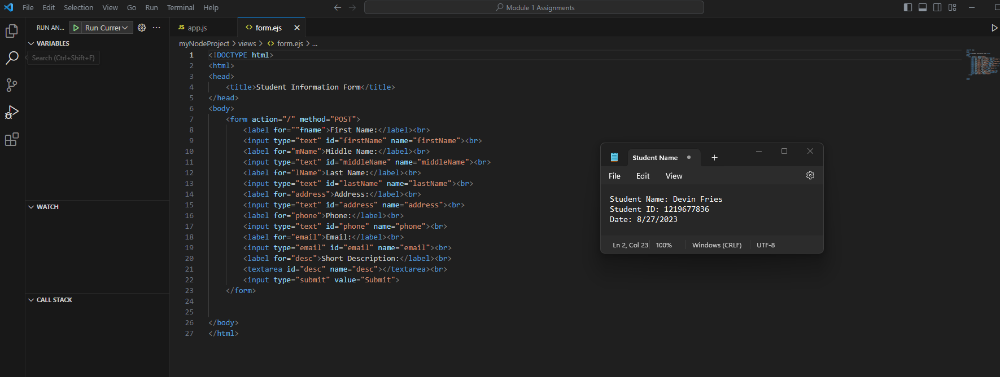 File Edit Selection View Go Run Terminal Help
Module 1 Assignments
RUN AN... Run Currer
JS app.js
<> form.ejs
myNodeProject > views > <> form.ejs > ...
VARIABLES
Search (Ctrl+Shift+F)
WATCH
CALL STACK
1 <!DOCTYPE html>
2 <html>
3 <head>
4 <title>Student Information Form</title>
5 </head>
6 <body>
7 <form action="/" method="POST">
8 <label for=""fname">First Name:</label><br>
9 <input type="text" id="firstName" name="firstName"><br>
10 <label for="mName">Middle Name:</label><br>
11 <input type="text" id="middleName" name="middleName"><br>
12 <label for="lName">Last Name:</label><br>
13 <input type="text" id="lastName" name="lastName"><br>
14 <label for="address">Address:</label><br>
15 <input type="text" id="address" name="address"><br>
16 <label for="phone">Phone:</label><br>
17 <input type="text" id="phone" name="phone"><br>
18 <label for="email">Email:</label><br>
19 <input type="email" id="email" name="email"><br>
20 <label for="desc">Short Description:</label><br>
21 <textarea id="desc" name="desc"></textarea><br>
22 <input type="submit" value="Submit">
23 </form>
24
25
26 </body>
27 </html>
Student Name
File Edit View
Student Name: Devin Fries
Student ID: 1219677836
Date: 8/27/2023
Ln 2, Col 23 100% Windows (CRLF) UTF-8